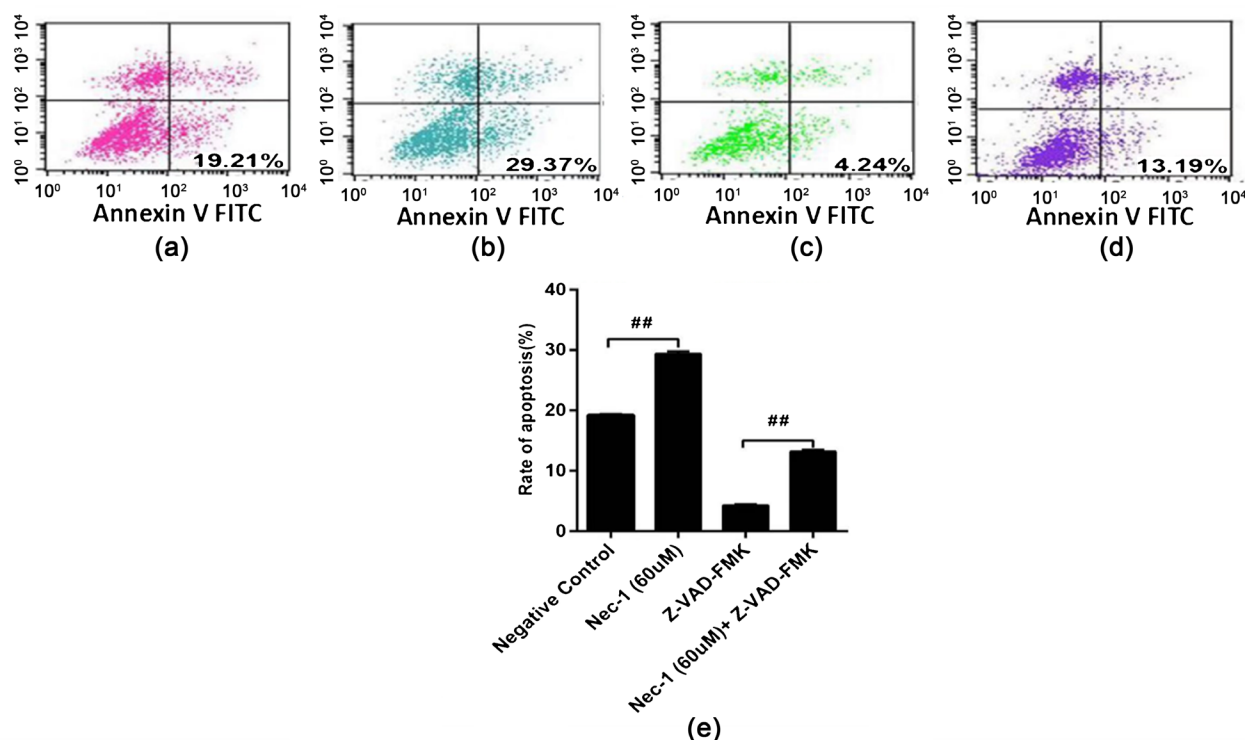 10⁴ 10³ 10² 10¹ 10⁰
19.21%
10⁰ 10¹ 10² 10³ 10⁴
Annexin V FITC
(a)
10⁴ 10³ 10² 10¹ 10⁰
29.37%
10⁰ 10¹ 10² 10³ 10⁴
Annexin V FITC
(b)
10⁴ 10³ 10² 10¹ 10⁰
4.24%
10⁰ 10¹ 10² 10³ 10⁴
Annexin V FITC
(c)
10⁴ 10³ 10² 10¹ 10⁰
13.19%
10⁰ 10¹ 10² 10³ 10⁴
Annexin V FITC
(d)
Rate of apoptosis(%)
40
30
20
10
0
##
##
Negative Control
Nec-1 (60uM)
Z-VAD-FMK
Nec-1 (60uM)+ Z-VAD-FMK
(e)